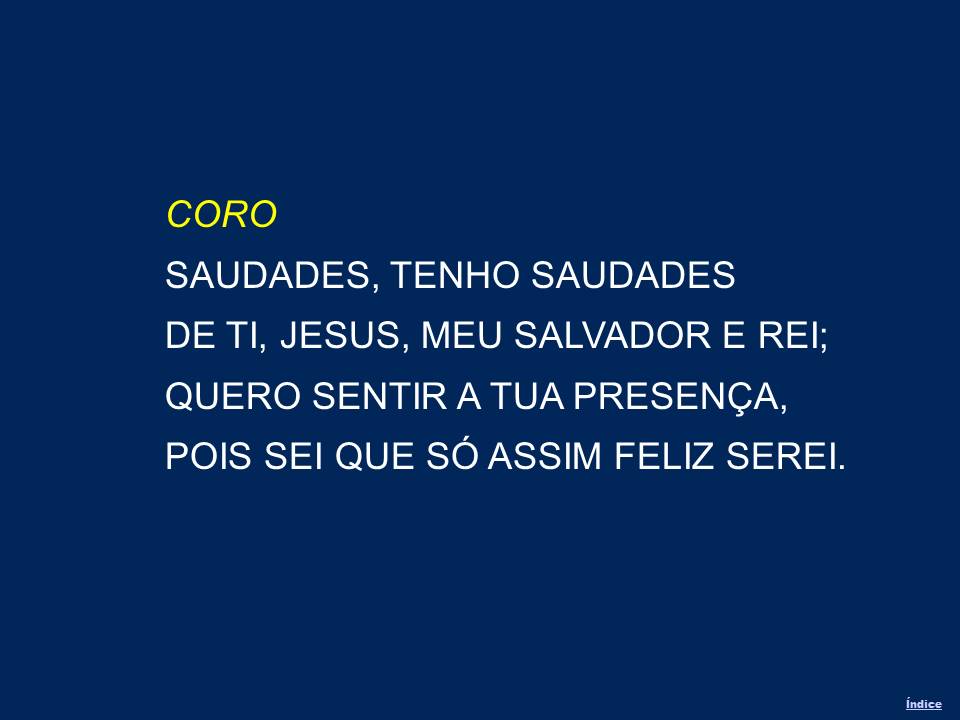 CORO
SAUDADES, TENHO SAUDADES
DE TI, JESUS, MEU SALVADOR E REI;
QUERO SENTIR A TUA PRESENÇA,
POIS SEI QUE SÓ ASSIM FELIZ SEREI.
Índice